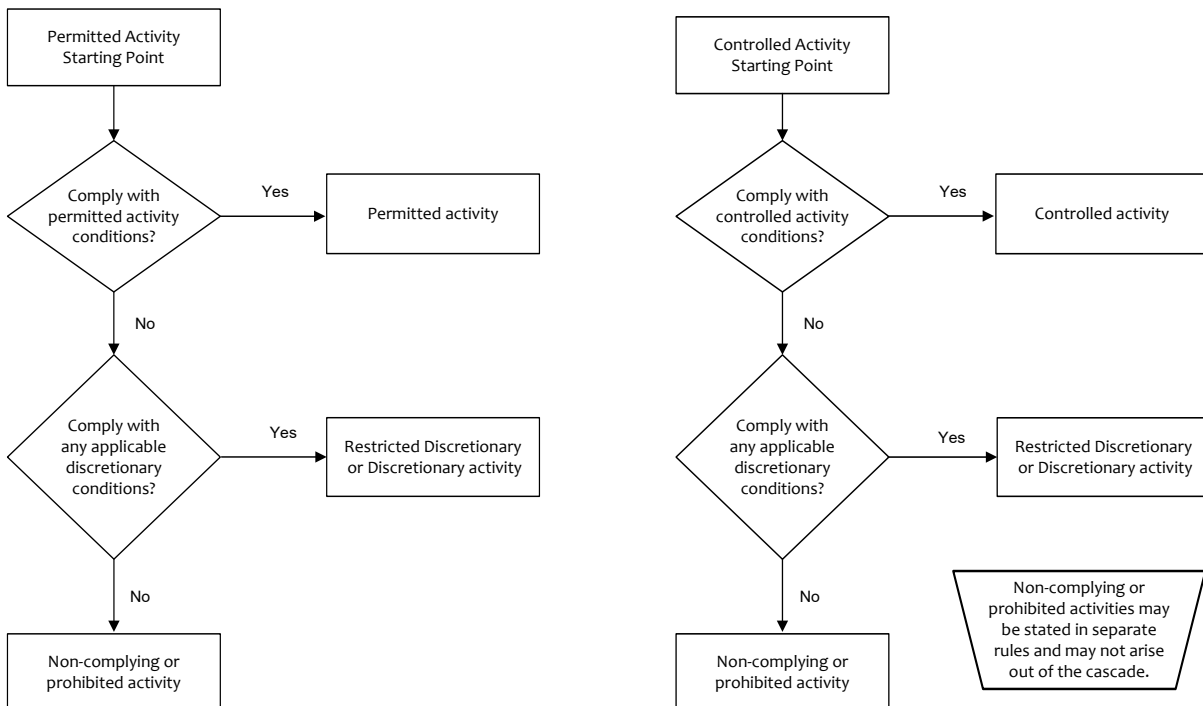 Permitted Activity
Starting Point
Comply with
permitted activity
conditions?
Yes
Permitted activity
No
Comply with
any applicable
discretionary
conditions?
Yes
Restricted Discretionary
or Discretionary activity
No
Non-complying or
prohibited activity
Controlled Activity
Starting Point
Comply with
controlled activity
conditions?
Yes
Controlled activity
No
Comply with
any applicable
discretionary
conditions?
Yes
Restricted Discretionary
or Discretionary activity
No
Non-complying or
prohibited activity
Non-complying or
prohibited activities may
be stated in separate
rules and may not arise
out of the cascade.